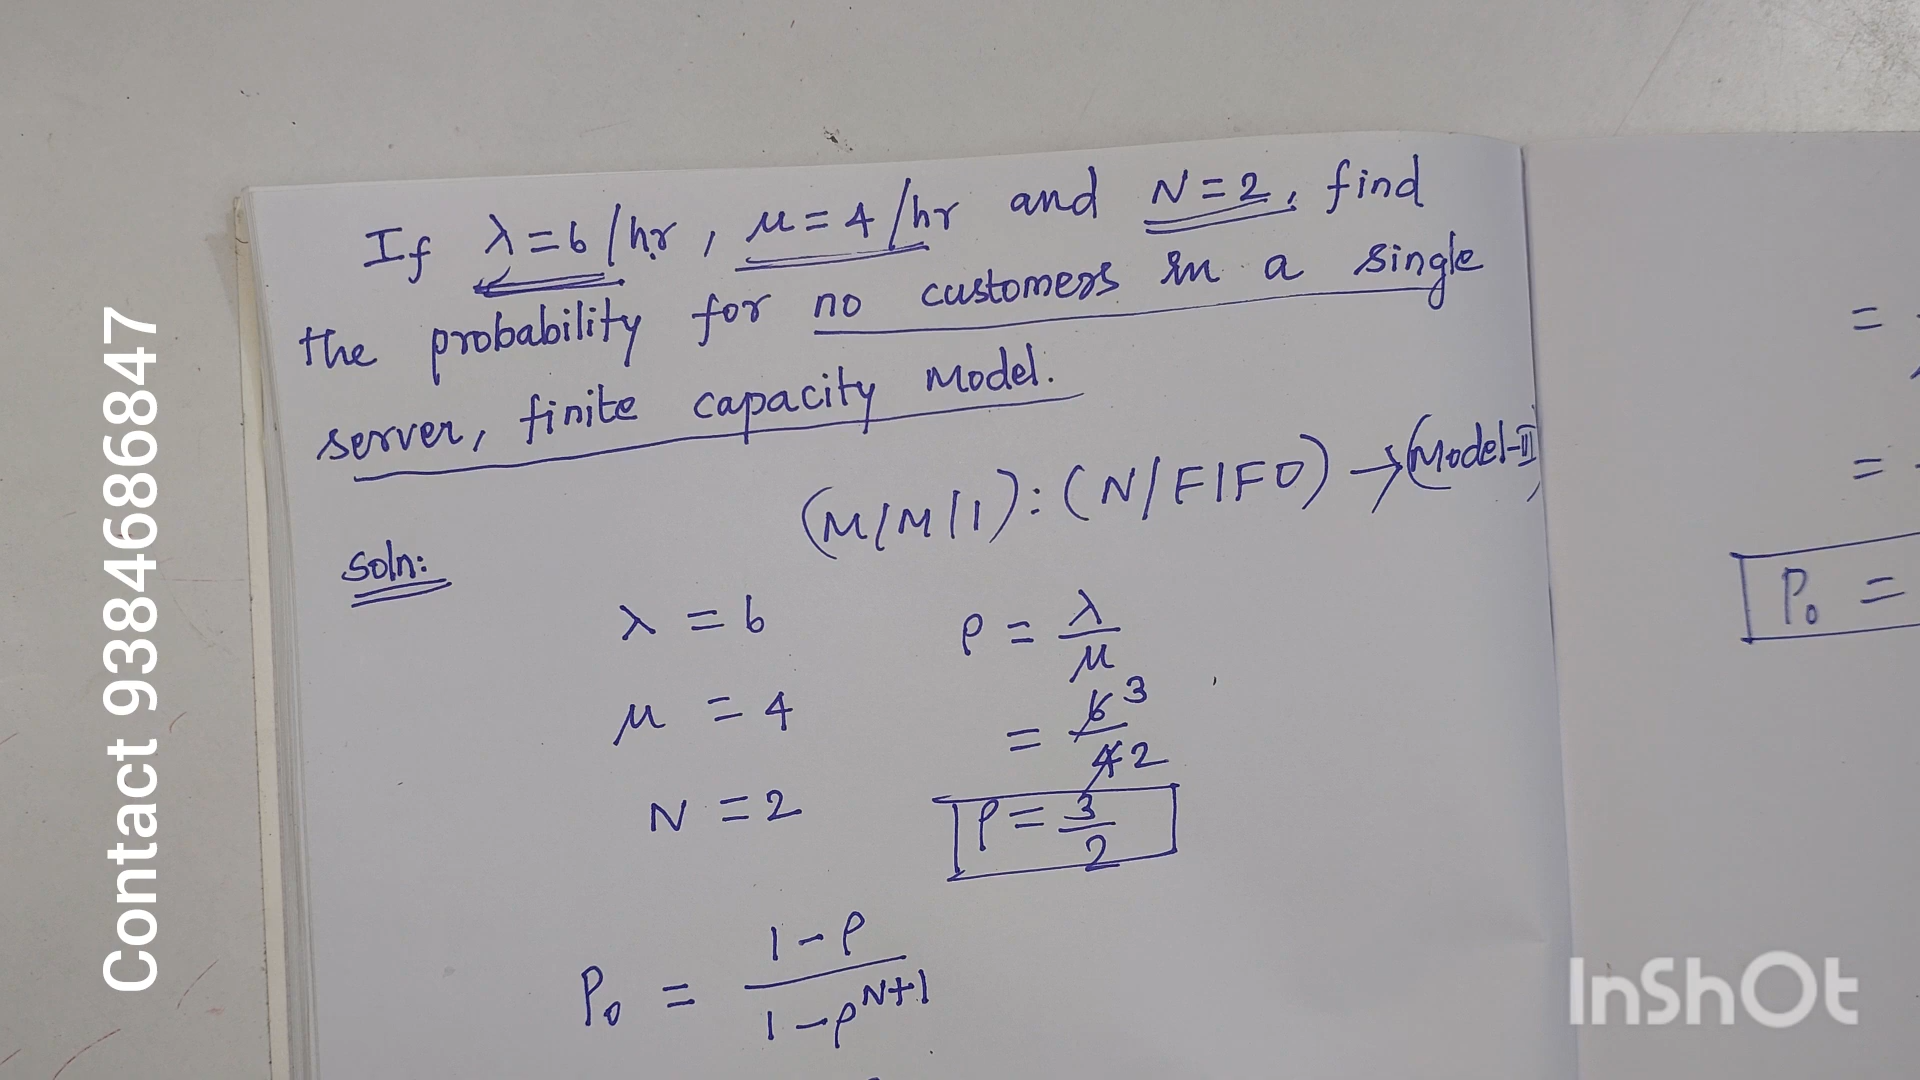 If λ=6/hr, μ=4/hr and N=2, find
the probability for no customers in a single
server, finite capacity Model.
(M/M/1):(N/FIFO) → (Model-III)
Soln:
λ = 6
μ = 4
N = 2
ρ = λ/μ
= 6/4 3/2
ρ = 3/2
P₀ = (1-ρ)/(1-ρ^(N+1))
=
=
P₀ =
Contact 9384686847
InShOt